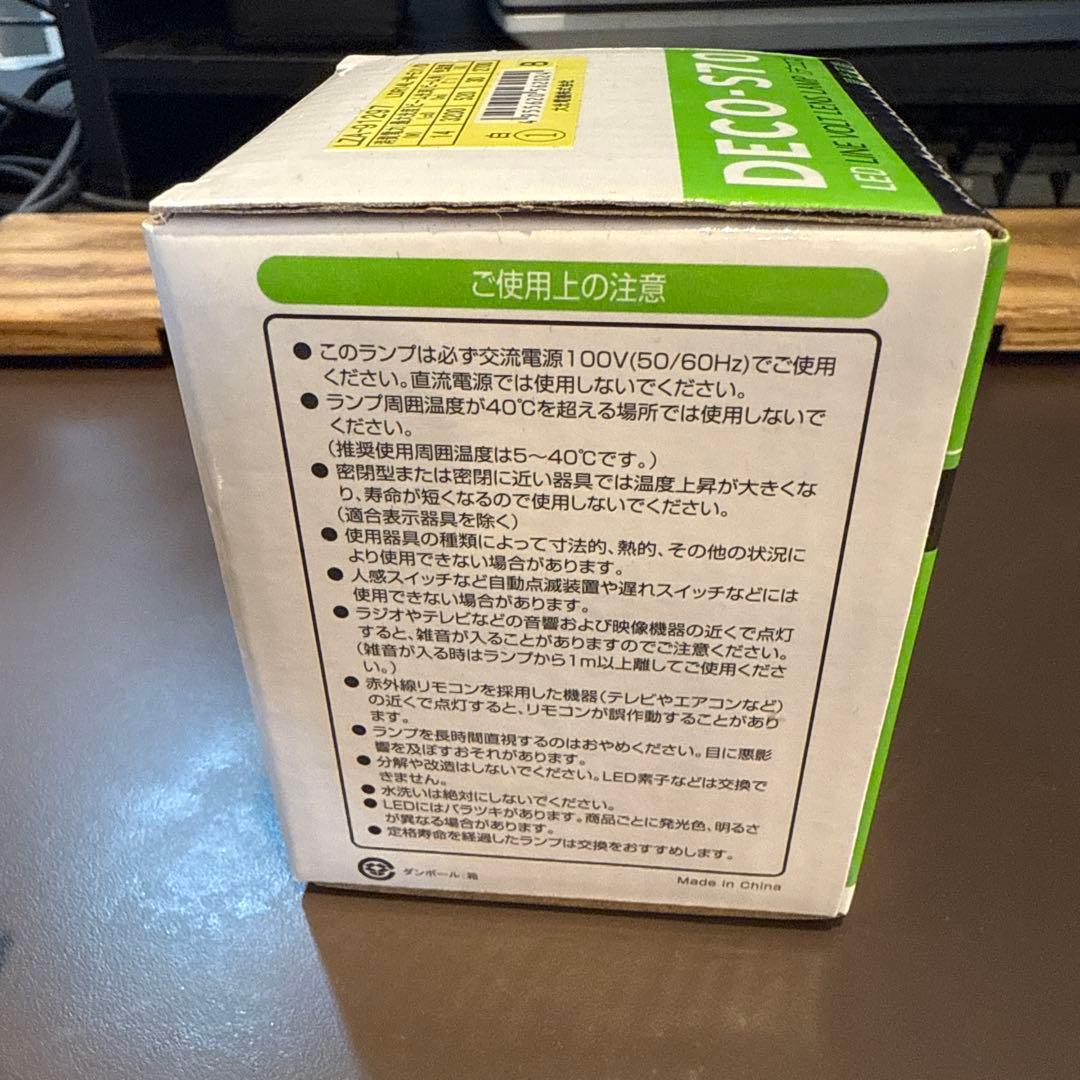 DECO-S70
LED LINE VOLT LENS LAMP
LZA-91297
14
白
①
B
大光電機株式会社
ご使用上の注意
●このランプは必ず交流電源100V(50/60Hz)でご使用
ください。直流電源では使用しないでください。
●ランプ周囲温度が40℃を超える場所では使用しないで
ください。
(推奨使用周囲温度は5〜40℃です。)
●密閉型または密閉に近い器具では温度上昇が大きくな
り、寿命が短くなるので使用しないでください。
(適合表示器具を除く)
●使用器具の種類によって寸法的、熱的、その他の状況に
より使用できない場合があります。
●人感スイッチなど自動点滅装置や遅れスイッチなどには
使用できない場合があります。
●ラジオやテレビなどの音響および映像機器の近くで点灯
すると、雑音が入ることがありますのでご注意ください。
(雑音が入る時はランプから1m以上離してご使用くださ
い。)
●赤外線リモコンを採用した機器(テレビやエアコンなど)
の近くで点灯すると、リモコンが誤作動することがあり
ます。
●ランプを長時間直視するのはおやめください。目に悪影
響を及ぼすおそれがあります。
●分解や改造はしないでください。LED素子などは交換で
きません。
●水洗いは絶対にしないでください。
●LEDにはバラツキがあります。商品ごとに発光色、明るさ
が異なる場合があります。
●定格寿命を経過したランプは交換をおすすめします。
ダンボール:箱
Made in China